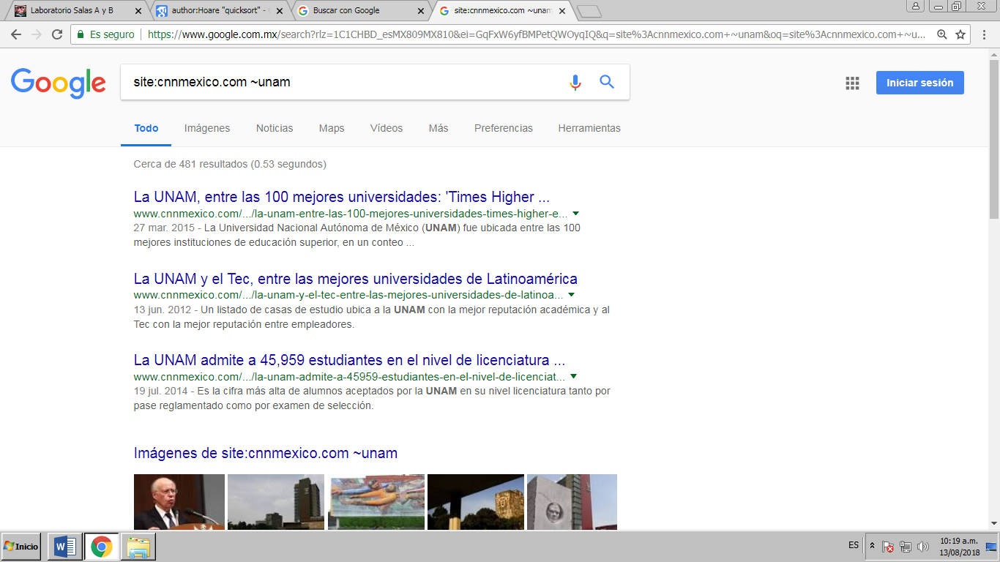 Laboratorio Salas A y B
author:Hoare "quicksort" - G
Buscar con Google
site:cnnmexico.com ~unam
Es seguro
https://www.google.com.mx/search?rlz=1C1CHBD_esMX809MX810&ei=GqFxW6yfBMPetQWOyqIQ&q=site%3Acnnmexico.com+~unam&oq=site%3Acnnmexico.com+~u...
Google
site:cnnmexico.com ~unam
Iniciar sesión
Todo Imágenes Noticias Maps Vídeos Más Preferencias Herramientas
Cerca de 481 resultados (0.53 segundos)
La UNAM, entre las 100 mejores universidades: 'Times Higher ...
www.cnnmexico.com/.../la-unam-entre-las-100-mejores-universidades-times-higher-e...
27 mar. 2015 - La Universidad Nacional Autónoma de México (UNAM) fue ubicada entre las 100
mejores instituciones de educación superior, en un conteo ...
La UNAM y el Tec, entre las mejores universidades de Latinoamérica
www.cnnmexico.com/.../la-unam-y-el-tec-entre-las-mejores-universidades-de-latinoa...
13 jun. 2012 - Un listado de casas de estudio ubica a la UNAM con la mejor reputación académica y al
Tec con la mejor reputación entre empleadores.
La UNAM admite a 45,959 estudiantes en el nivel de licenciatura ...
www.cnnmexico.com/.../la-unam-admite-a-45959-estudiantes-en-el-nivel-de-licenciat...
19 jul. 2014 - Es la cifra más alta de alumnos aceptados por la UNAM en su nivel licenciatura tanto por
pase reglamentado como por examen de selección.
Imágenes de site:cnnmexico.com ~unam
Inicio
ES
10:19 a.m.
13/08/2018